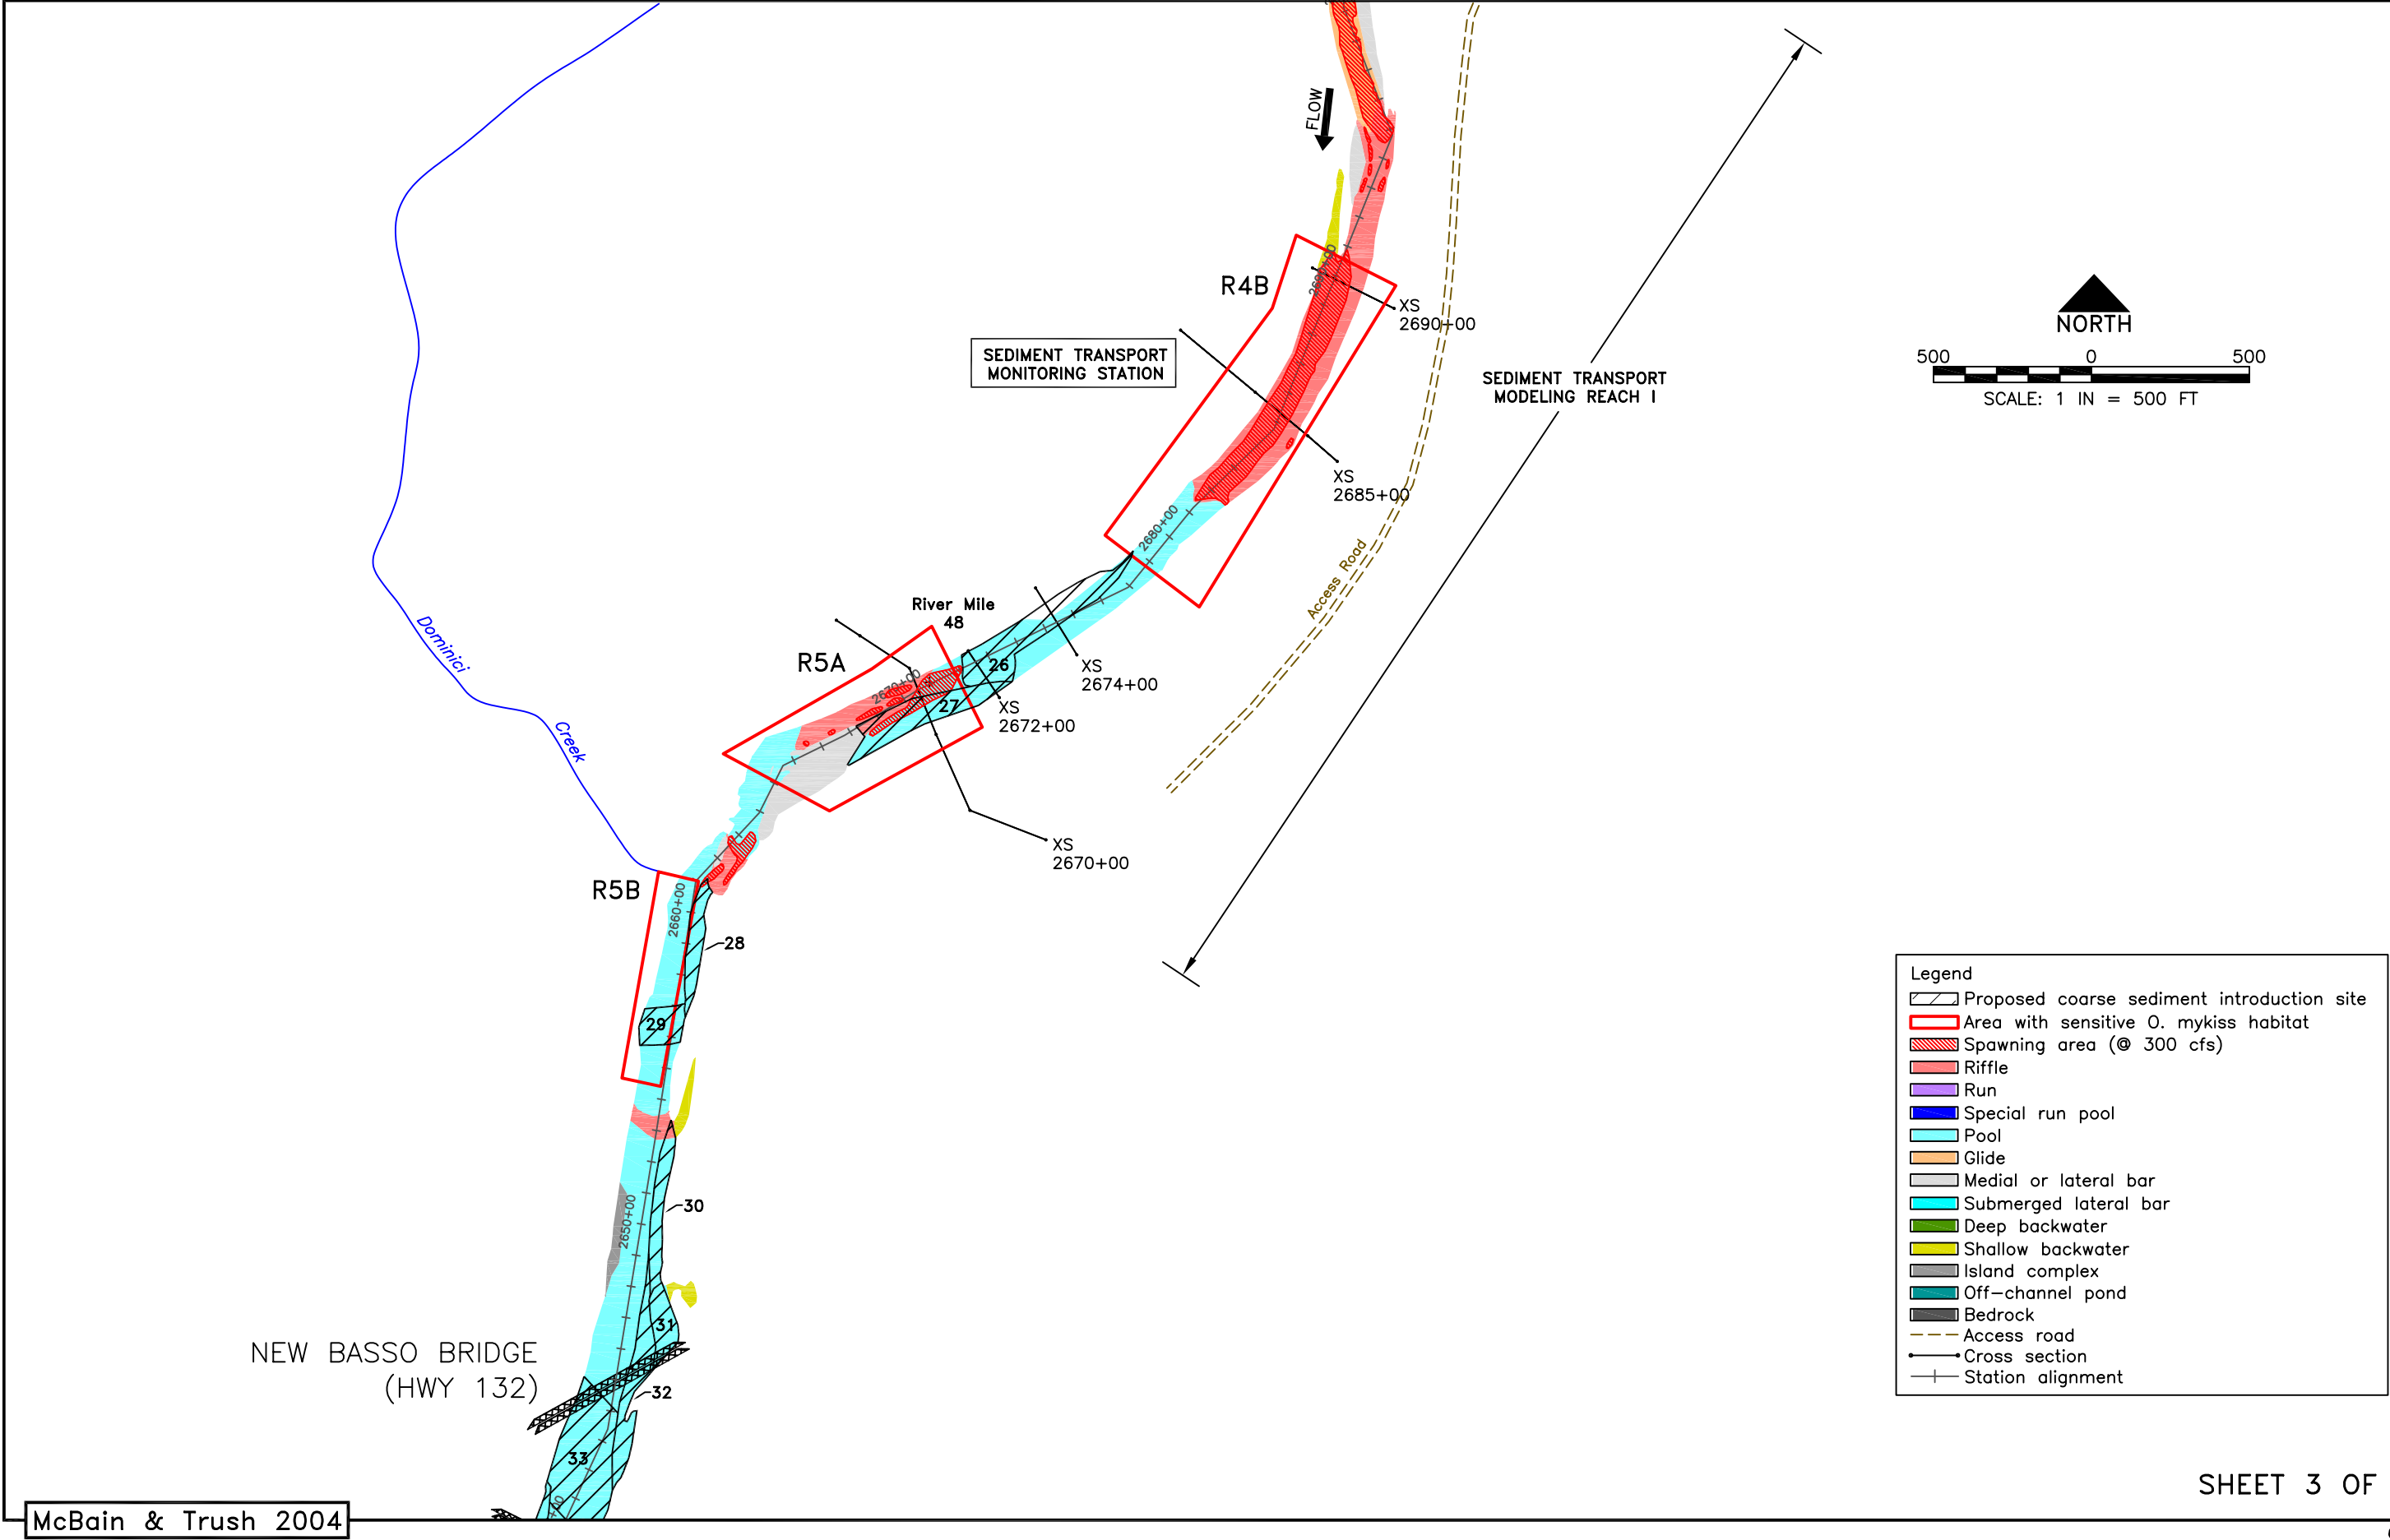 FLOW
R4B
2690+00
XS
2690+00
SEDIMENT TRANSPORT
MONITORING STATION
SEDIMENT TRANSPORT
MODELING REACH I
NORTH
500 0 500
SCALE: 1 IN = 500 FT
XS
2685+00
2680+00
Access Road
River Mile
48
R5A
2670+00
26
27
XS
2674+00
XS
2672+00
XS
2670+00
Dominici
Creek
R5B
2660+00
28
29
30
2650+00
31
NEW BASSO BRIDGE
(HWY 132)
32
33
Legend
Proposed coarse sediment introduction site
Area with sensitive O. mykiss habitat
Spawning area (@ 300 cfs)
Riffle
Run
Special run pool
Pool
Glide
Medial or lateral bar
Submerged lateral bar
Deep backwater
Shallow backwater
Island complex
Off-channel pond
Bedrock
Access road
Cross section
Station alignment
SHEET 3 OF
McBain & Trush 2004